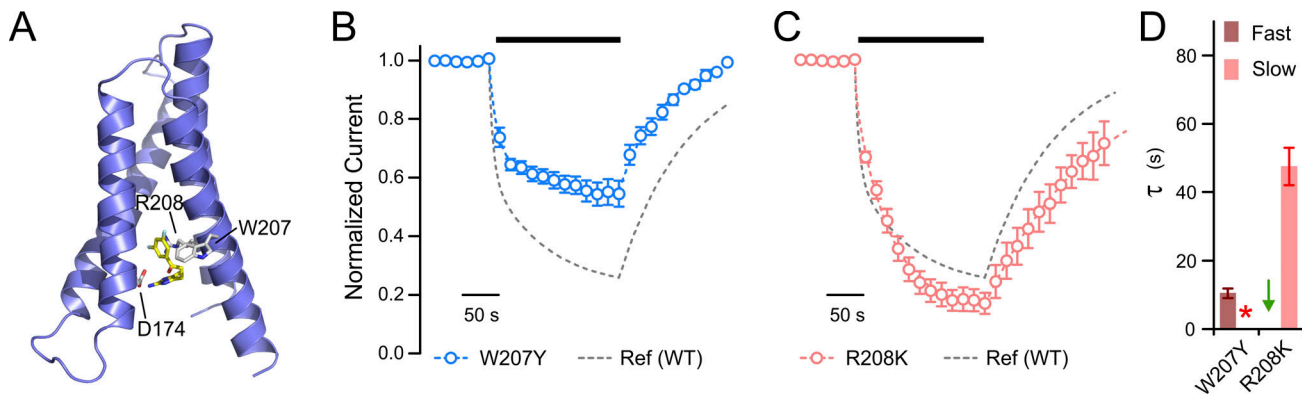 A
R208
W207
D174
B
Normalized Current
1.0
0.8
0.6
0.4
0.2
0.0
50 s
W207Y
Ref (WT)
C
50 s
R208K
Ref (WT)
D
Fast
Slow
τ (s)
80
60
40
20
0
*
W207Y
R208K